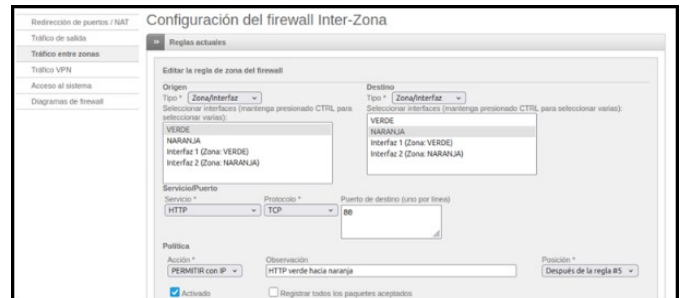 Redirección de puertos / NAT
Tráfico de salida
Tráfico entre zonas
Tráfico VPN
Acceso al sistema
Diagramas de firewall
Configuración del firewall Inter-Zona
» Reglas actuales
Editar la regla de zona del firewall
Origen
Tipo * Zona/Interfaz
Seleccionar interfaces (mantenga presionado CTRL para
seleccionar varias):
VERDE
NARANJA
Interfaz 1 (Zona: VERDE)
Interfaz 2 (Zona: NARANJA)
Destino
Tipo * Zona/Interfaz
Seleccionar interfaces (mantenga presionado CTRL para seleccionar varias):
VERDE
NARANJA
Interfaz 1 (Zona: VERDE)
Interfaz 2 (Zona: NARANJA)
Servicio/Puerto
Servicio * Protocolo * Puerto de destino (uno por línea)
HTTP TCP 80
Política
Acción * Observación Posición *
PERMITIR con IP HTTP verde hacia naranja Después de la regla #5
Activado Registrar todos los paquetes aceptados